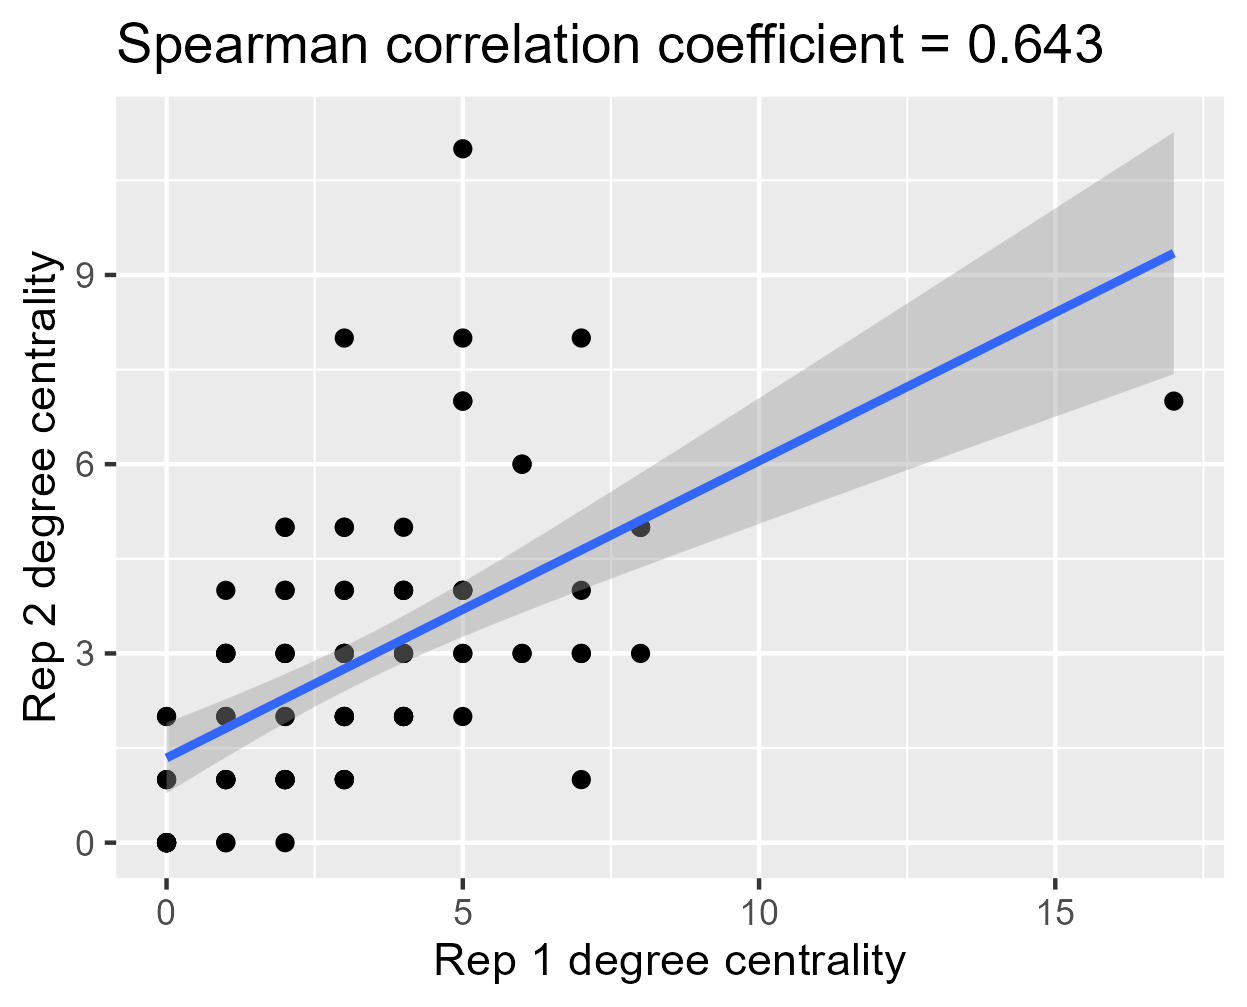 Spearman correlation coefficient = 0.643
Rep 2 degree centrality
9
6
3
0
0 5 10 15
Rep 1 degree centrality